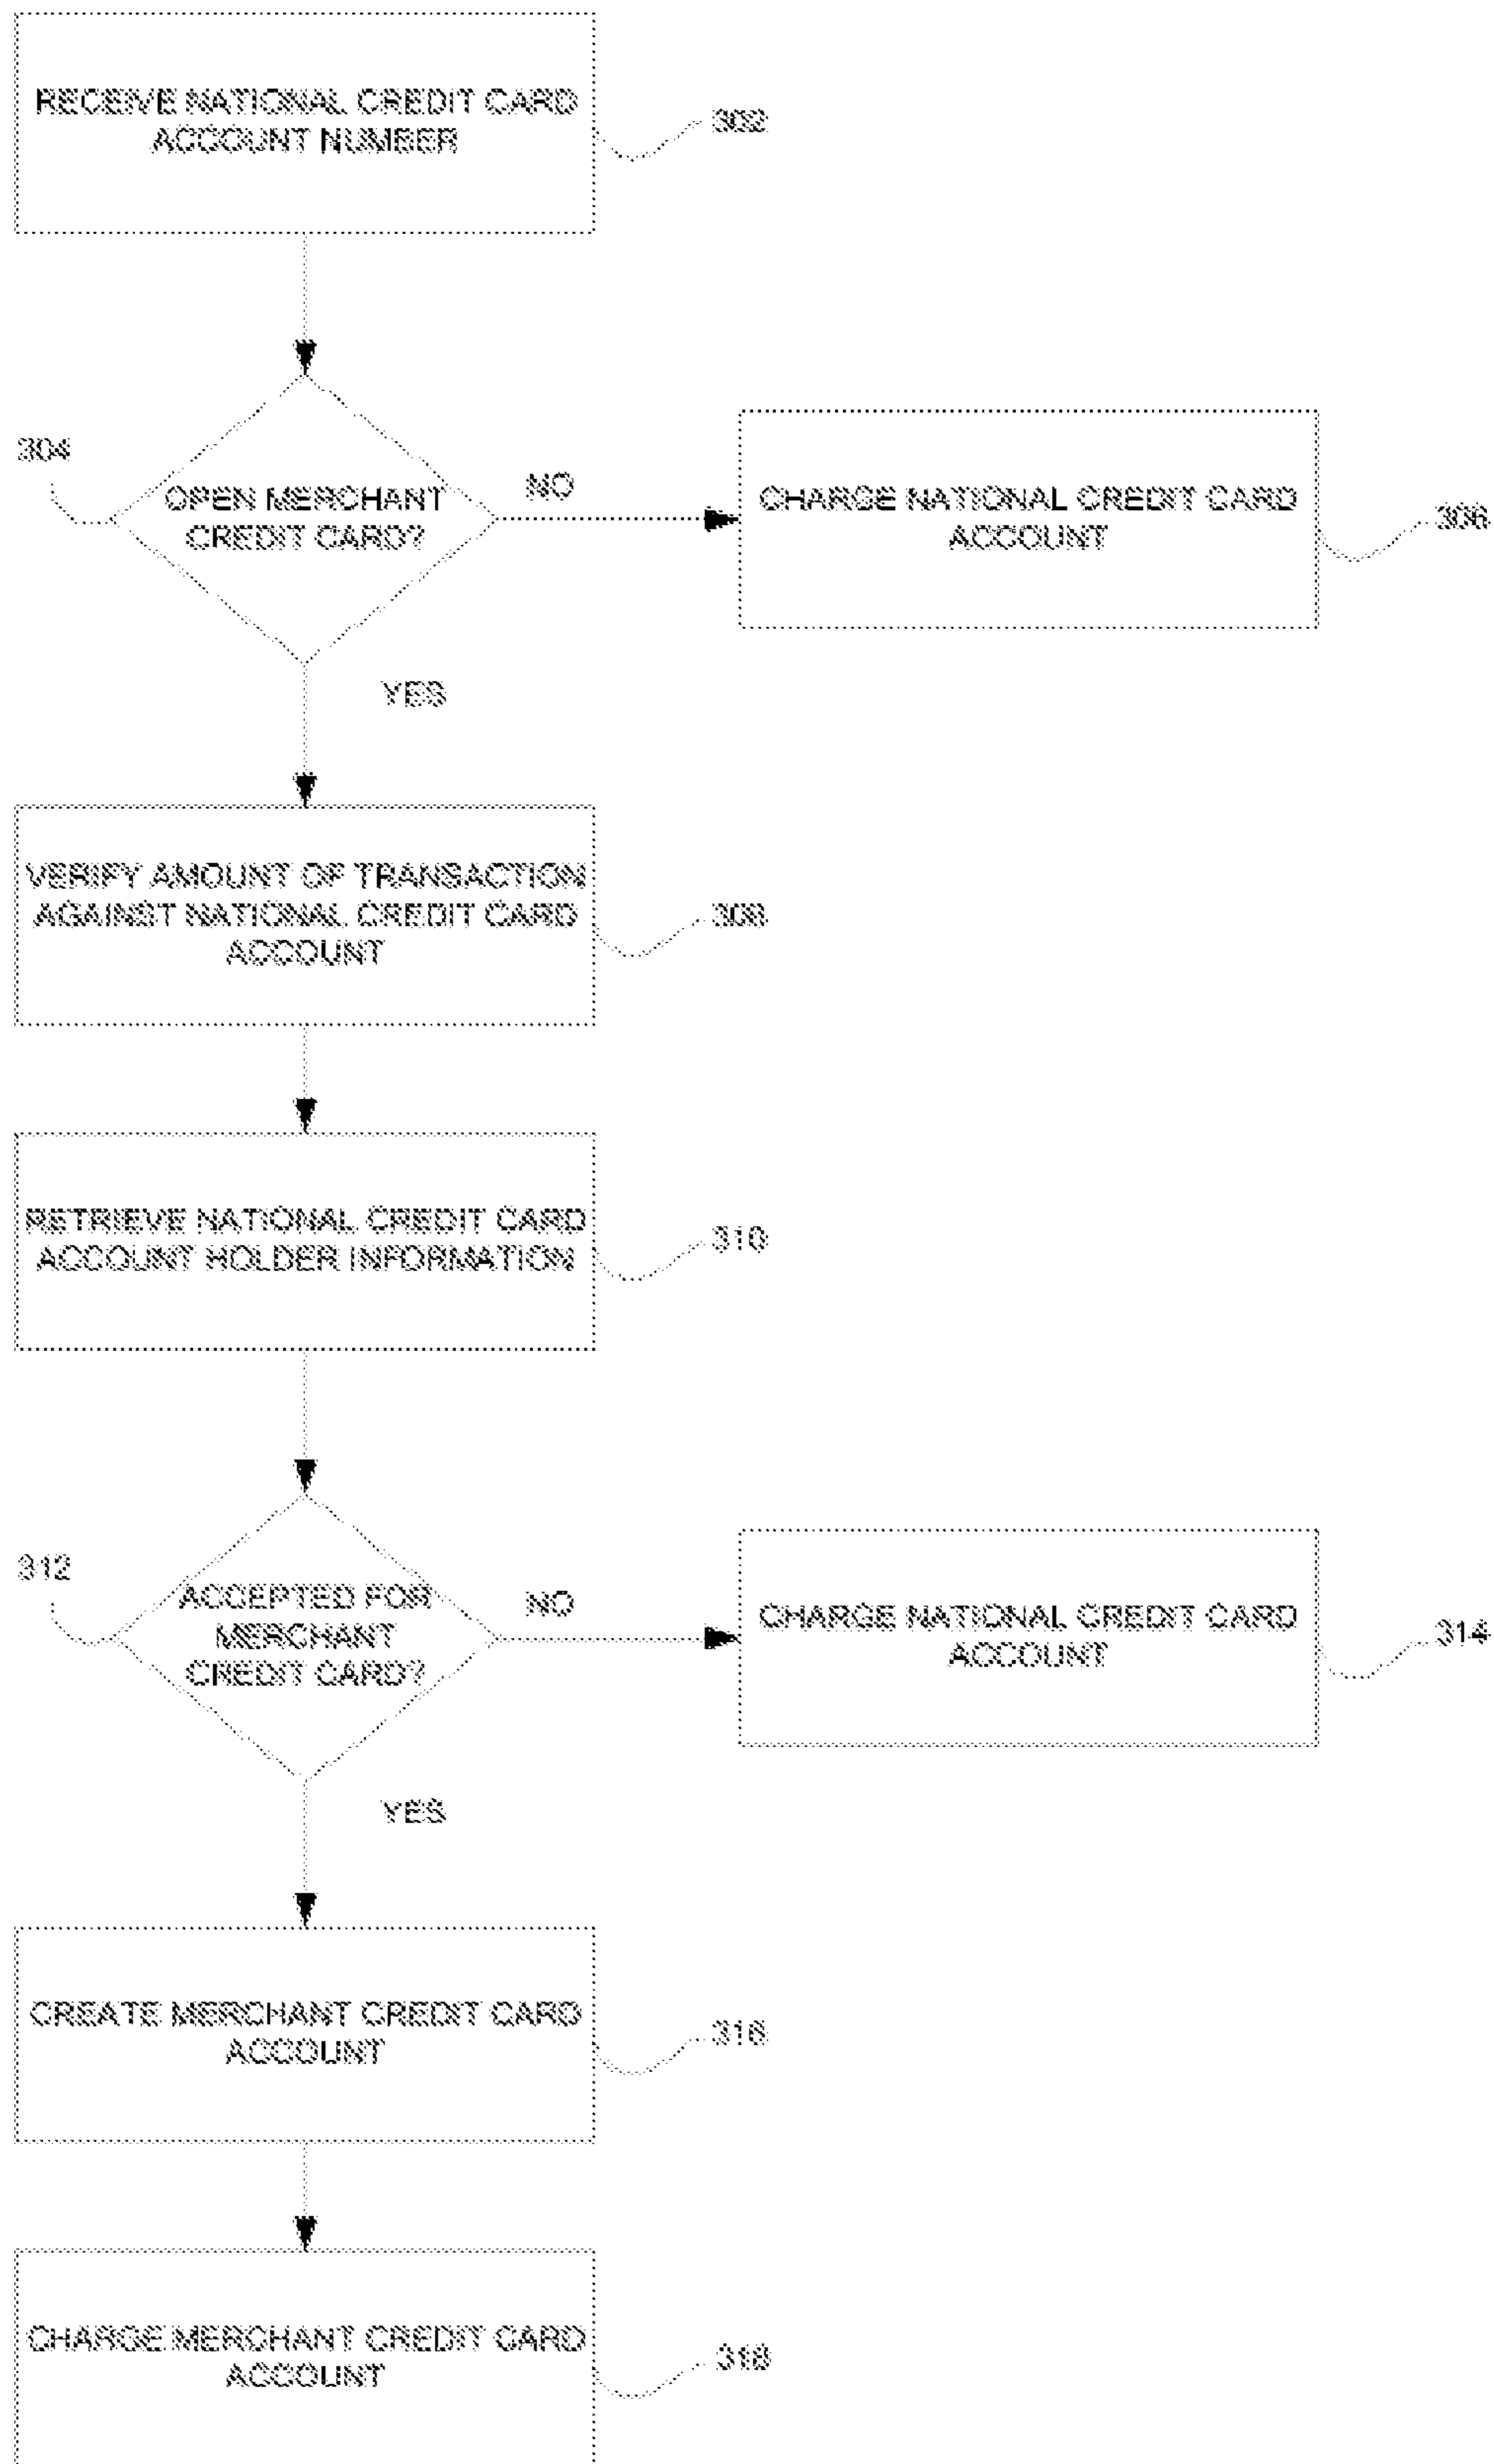 RECEIVE NATIONAL CREDIT CARD
ACCOUNT NUMBER
302
304
OPEN MERCHANT
CREDIT CARD?
NO
CHARGE NATIONAL CREDIT CARD
ACCOUNT
306
YES
VERIFY AMOUNT OF TRANSACTION
AGAINST NATIONAL CREDIT CARD
ACCOUNT
308
RETRIEVE NATIONAL CREDIT CARD
ACCOUNT HOLDER INFORMATION
310
312
ACCEPTED FOR
MERCHANT
CREDIT CARD?
NO
CHARGE NATIONAL CREDIT CARD
ACCOUNT
314
YES
CREATE MERCHANT CREDIT CARD
ACCOUNT
316
CHARGE MERCHANT CREDIT CARD
ACCOUNT
318